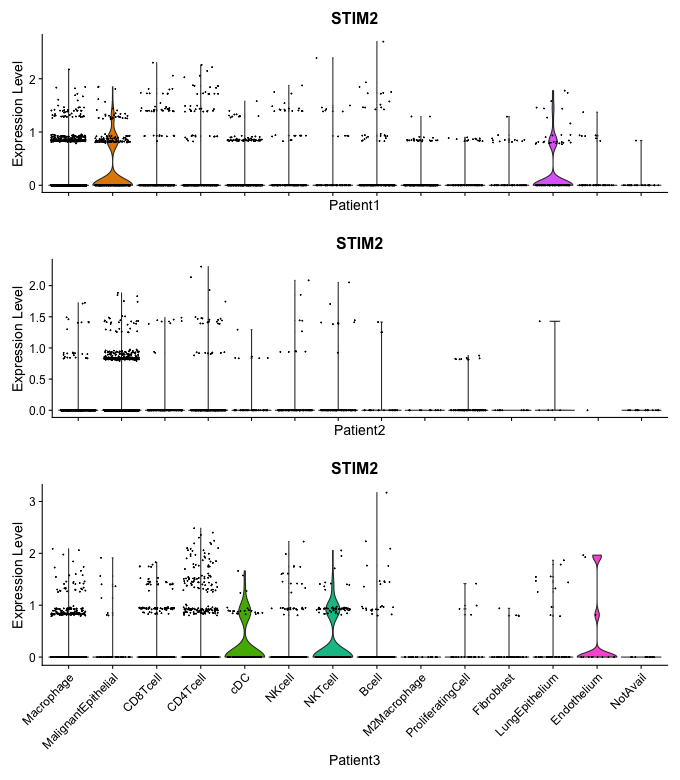 STIM2
Expression Level
2
1
0
Patient1
STIM2
Expression Level
2.0
1.5
1.0
0.5
0.0
Patient2
STIM2
Expression Level
3
2
1
0
Macrophage
MalignantEpithelial
CD8Tcell
CD4Tcell
cDC
NKcell
NKTcell
Bcell
M2Macrophage
ProliferatingCell
Fibroblast
LungEpithelium
Endothelium
NotAvail
Patient3